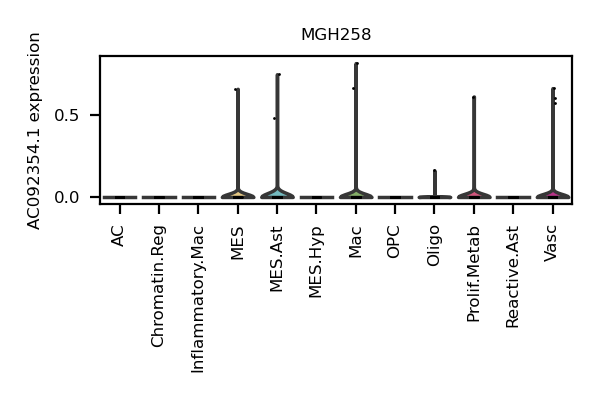 MGH258
AC092354.1 expression
0.5
0.0
AC
Chromatin.Reg
Inflammatory.Mac
MES
MES.Ast
MES.Hyp
Mac
OPC
Oligo
Prolif.Metab
Reactive.Ast
Vasc